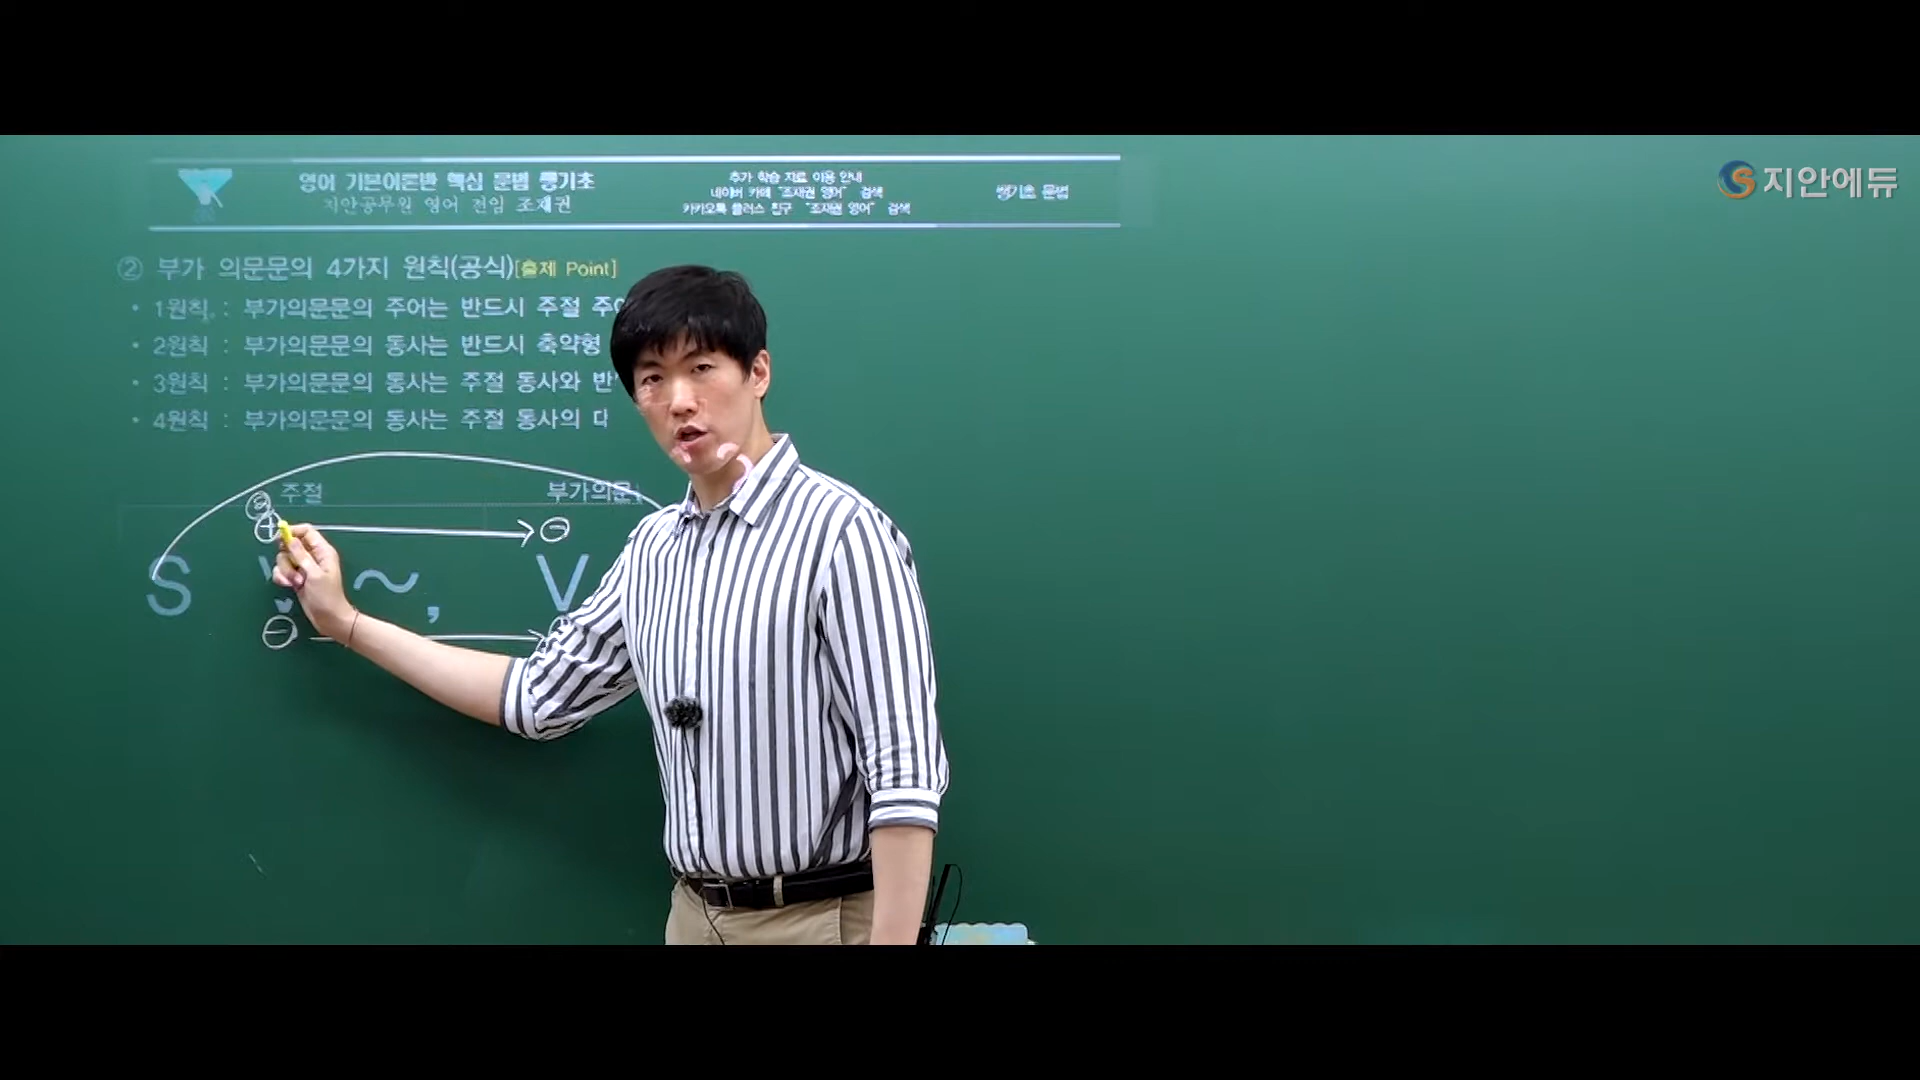 영어 기본이론반 핵심 문법 쌩기초
지안공무원 영어 전임 조재권
추가 학습 자료 이용 안내
네이버 카페 "조재권 영어" 검색
카카오톡 플러스 친구 "조재권 영어" 검색
쌩기초 문법
지안에듀
② 부가 의문문의 4가지 원칙(공식)[출제 Point]
• 1원칙 : 부가의문문의 주어는 반드시 주절
• 2원칙 : 부가의문문의 동사는 반드시 축약형
• 3원칙 : 부가의문문의 동사는 주절 동사와
• 4원칙 : 부가의문문의 동사는 주절 동사의
주절 부가의문
③
⊕ → ⊖
S V ~, V
⊖ →